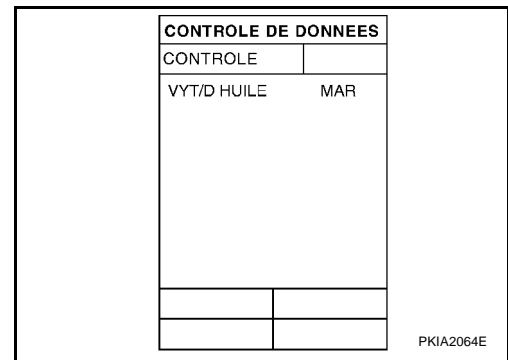 CONTROLE DE DONNEES
CONTROLE
VYT/D HUILE MAR
PKIA2064E